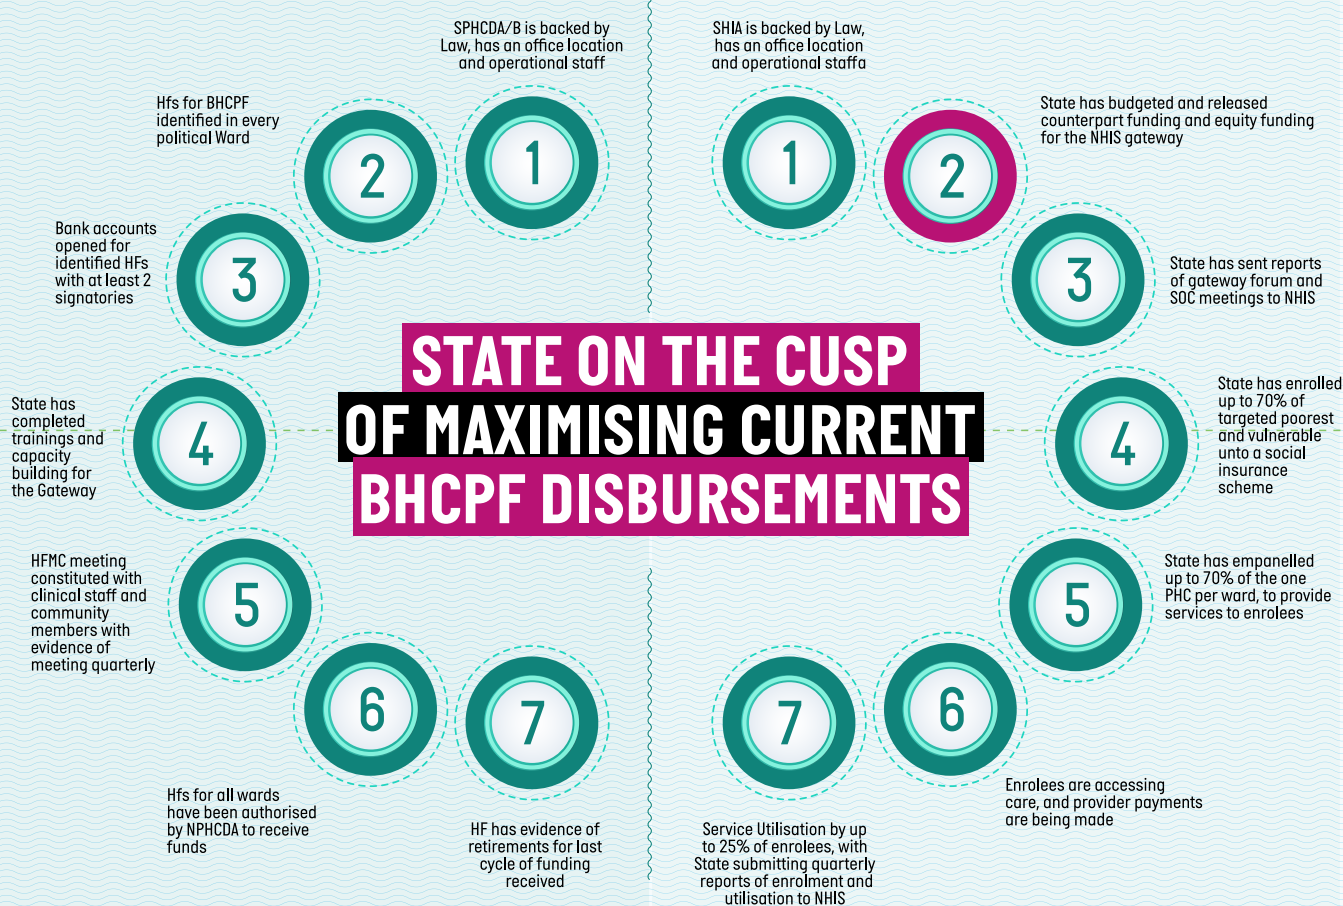 SPHCDA/B is backed by
Law, has an office location
and operational staff
1
Hfs for BHCPF
identified in every
political Ward
2
Bank accounts
opened for
identified HFs
with at least 2
signatories
3
State has
completed
trainings and
capacity
building for
the Gateway
4
HFMC meeting
constituted with
clinical staff and
community
members with
evidence of
meeting quarterly
5
Hfs for all wards
have been authorised
by NPHCDA to receive
funds
6
HF has evidence of
retirements for last
cycle of funding
received
7
STATE ON THE CUSP
OF MAXIMISING CURRENT
BHCPF DISBURSEMENTS
SHIA is backed by Law,
has an office location
and operational staffa
1
State has budgeted and released
counterpart funding and equity funding
for the NHIS gateway
2
State has sent reports
of gateway forum and
SOC meetings to NHIS
3
State has enrolled
up to 70% of
targeted poorest
and vulnerable
unto a social
insurance
scheme
4
State has empanelled
up to 70% of the one
PHC per ward, to provide
services to enrolees
5
Enrolees are accessing
care, and provider payments
are being made
6
Service Utilisation by up
to 25% of enrolees, with
State submitting quarterly
reports of enrolment and
utilisation to NHIS
7